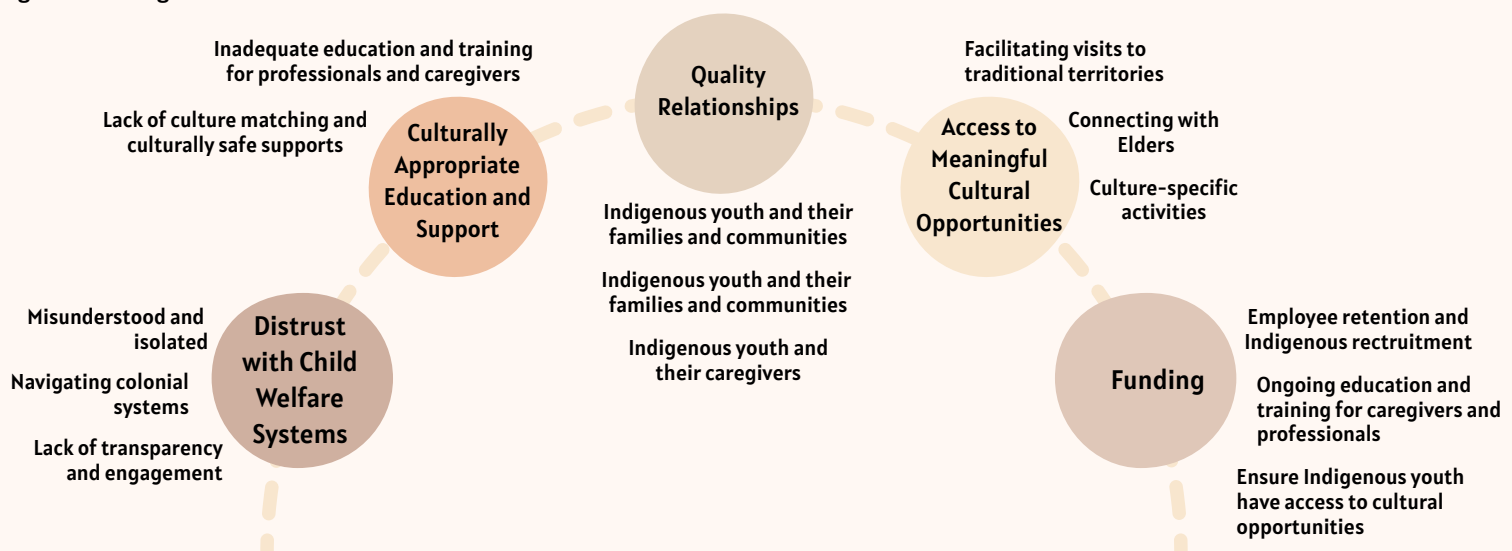 Inadequate education and training
for professionals and caregivers
Lack of culture matching and
culturally safe supports
Culturally
Appropriate
Education and
Support
Quality
Relationships
Indigenous youth and their
families and communities
Indigenous youth and their
families and communities
Indigenous youth and
their caregivers
Facilitating visits to
traditional territories
Access to
Meaningful
Cultural
Opportunities
Connecting with
Elders
Culture-specific
activities
Misunderstood and
isolated
Navigating colonial
systems
Lack of transparency
and engagement
Distrust
with Child
Welfare
Systems
Funding
Employee retention and
Indigenous rectruitment
Ongoing education and
training for caregivers and
professionals
Ensure Indigenous youth
have access to cultural
opportunities